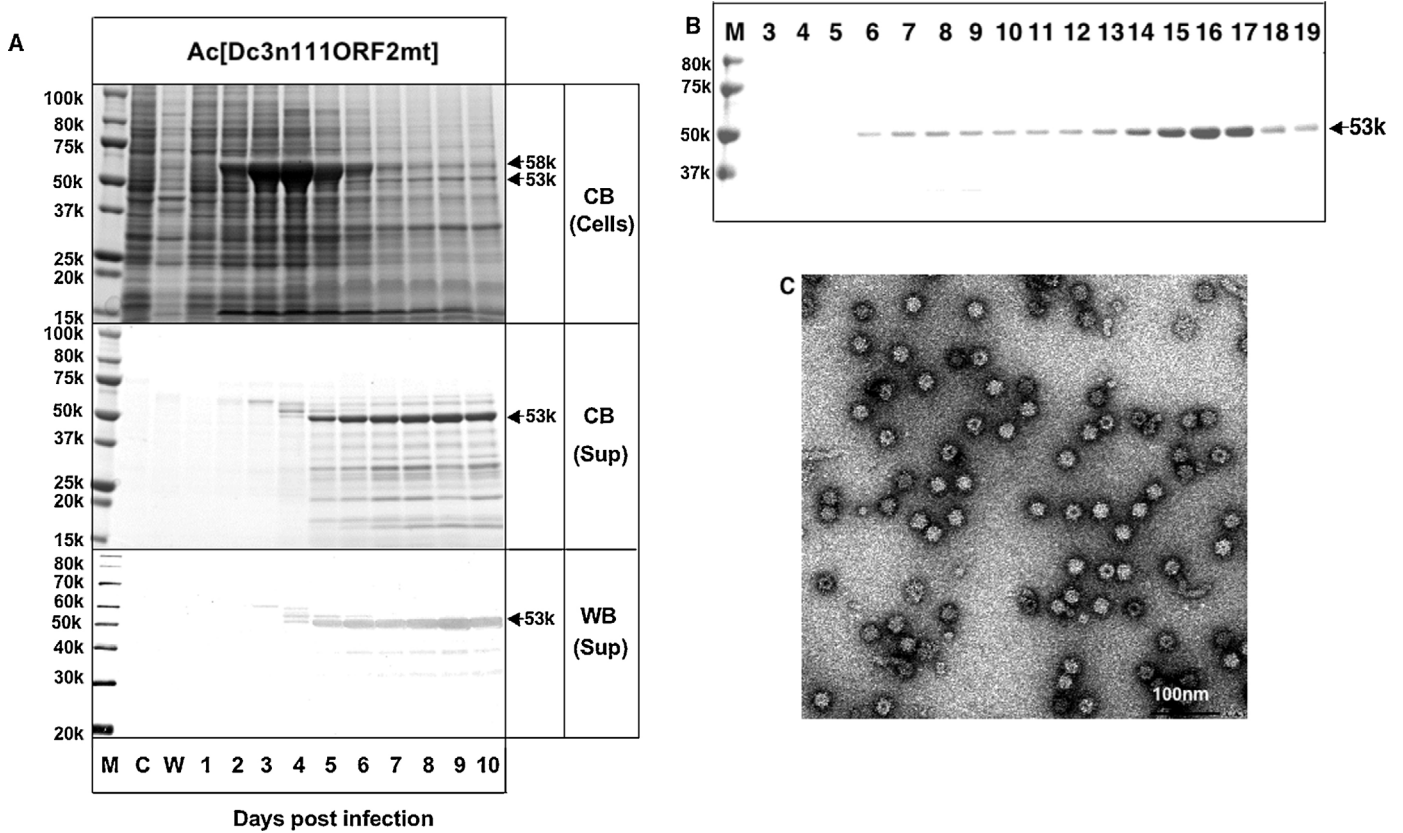 A
Ac[Dc3n111ORF2mt]
100k
80k
75k
50k
37k
25k
20k
15k
58k
53k
CB
(Cells)
100k
80k
75k
50k
37k
25k
20k
15k
53k
CB
(Sup)
80k
70k
60k
50k
40k
30k
20k
53k
WB
(Sup)
M C W 1 2 3 4 5 6 7 8 9 10
Days post infection
B
M 3 4 5 6 7 8 9 10 11 12 13 14 15 16 17 18 19
80k
75k
50k
37k
53k
C
100nm